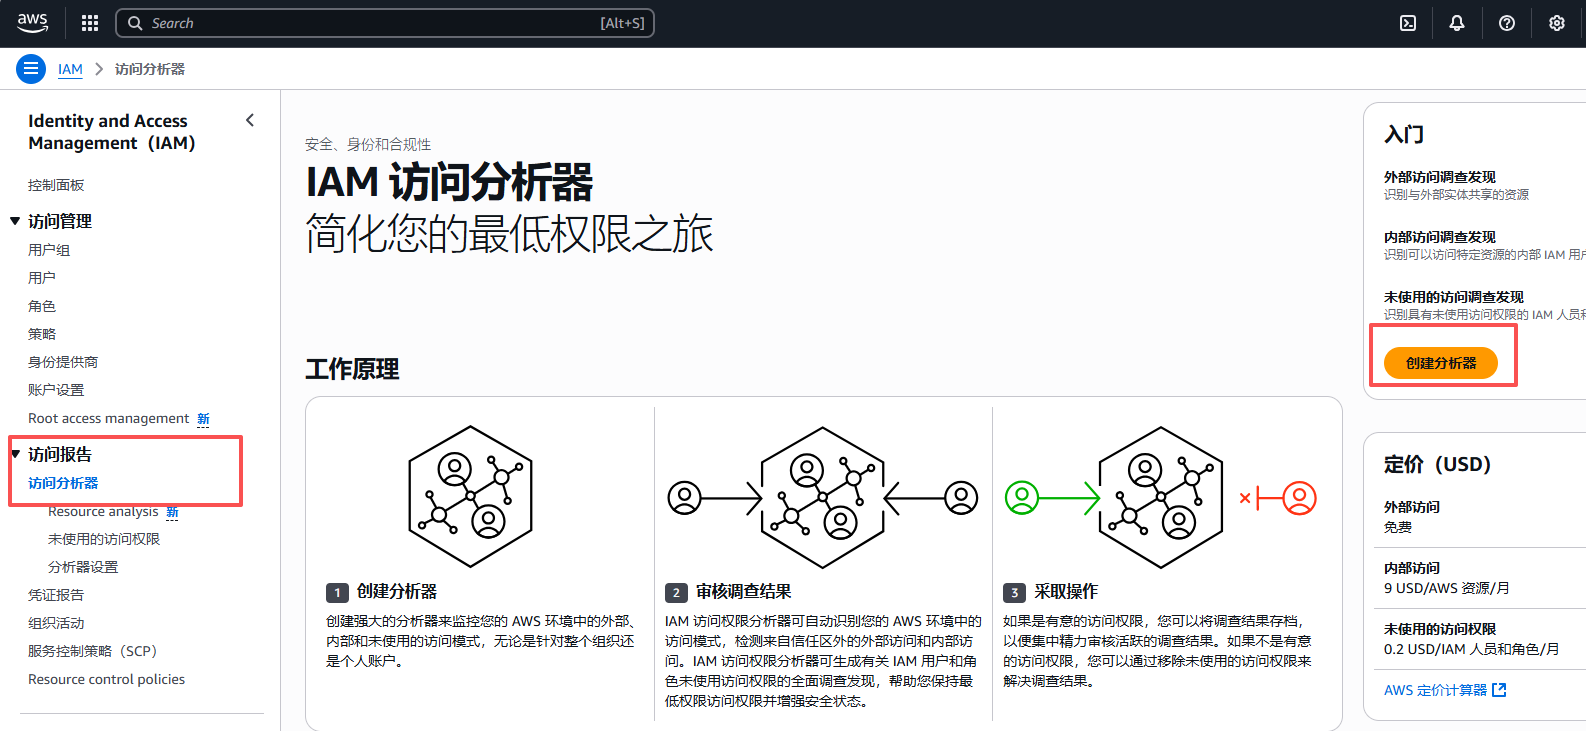 aws
Search
[Alt+S]
IAM
访问分析器
Identity and Access
Management（IAM）
控制面板
访问管理
用户组
用户
角色
策略
身份提供商
账户设置
Root access management 新
访问报告
访问分析器
Resource analysis 新
未使用的访问权限
分析器设置
凭证报告
组织活动
服务控制策略（SCP）
Resource control policies
安全、身份和合规性
IAM 访问分析器
简化您的最低权限之旅
工作原理
1 创建分析器
创建强大的分析器来监控您的 AWS 环境中的外部、
内部和未使用的访问模式，无论是针对整个组织还
是个人账户。
2 审核调查结果
IAM 访问权限分析器可自动识别您的 AWS 环境中的
访问模式，检测来自信任区外的外部访问和内部访
问。IAM 访问权限分析器可生成有关 IAM 用户和角
色未使用访问权限的全面调查发现，帮助您保持最
低权限访问权限并增强安全状态。
3 采取操作
如果是有意的访问权限，您可以将调查结果存档，
以便集中精力审核活跃的调查结果。如果不是有意
的访问权限，您可以通过移除未使用的访问权限来
解决调查结果。
入门
外部访问调查发现
识别与外部实体共享的资源
内部访问调查发现
识别可以访问特定资源的内部 IAM 用户
未使用的访问调查发现
识别具有未使用访问权限的 IAM 人员和
创建分析器
定价（USD）
外部访问
免费
内部访问
9 USD/AWS 资源/月
未使用的访问权限
0.2 USD/IAM 人员和角色/月
AWS 定价计算器